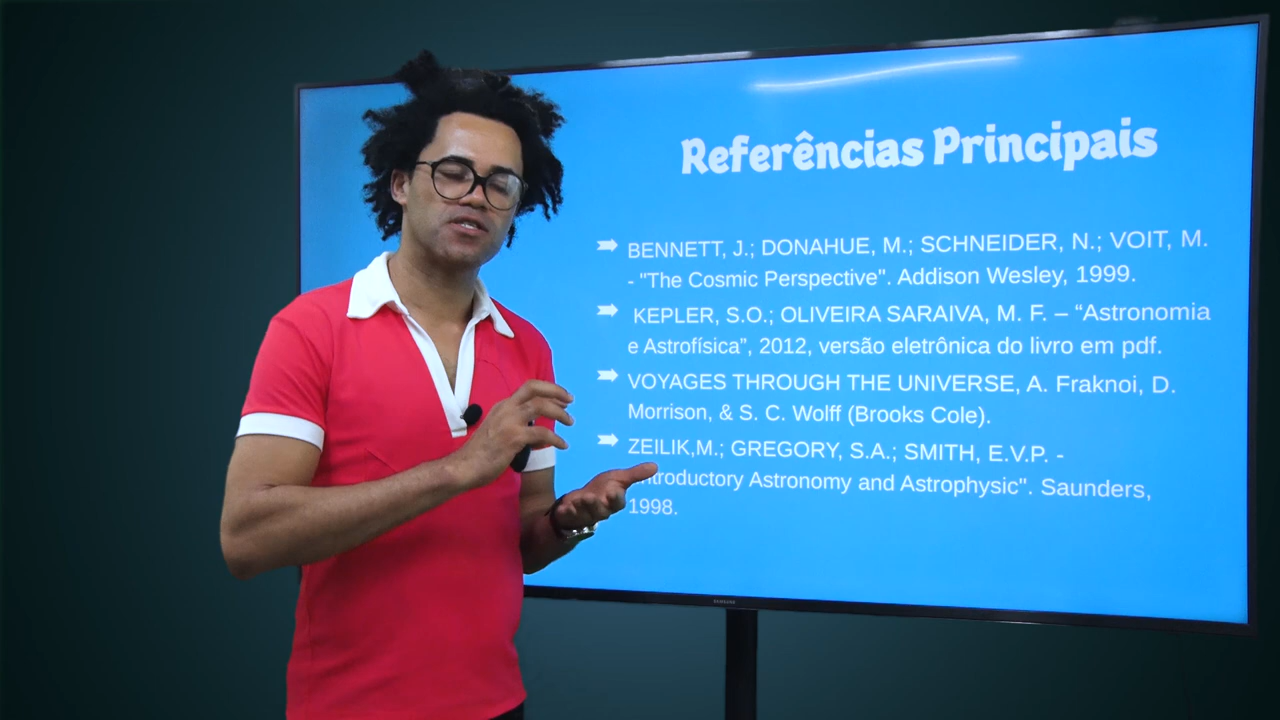 Referências Principais
BENNETT, J.; DONAHUE, M.; SCHNEIDER, N.; VOIT, M.
- "The Cosmic Perspective". Addison Wesley, 1999.
KEPLER, S.O.; OLIVEIRA SARAIVA, M. F. – “Astronomia
e Astrofísica”, 2012, versão eletrônica do livro em pdf.
VOYAGES THROUGH THE UNIVERSE, A. Fraknoi, D.
Morrison, & S. C. Wolff (Brooks Cole).
ZEILIK,M.; GREGORY, S.A.; SMITH, E.V.P. -
ntroductory Astronomy and Astrophysic". Saunders,
1998.
SAMSUNG